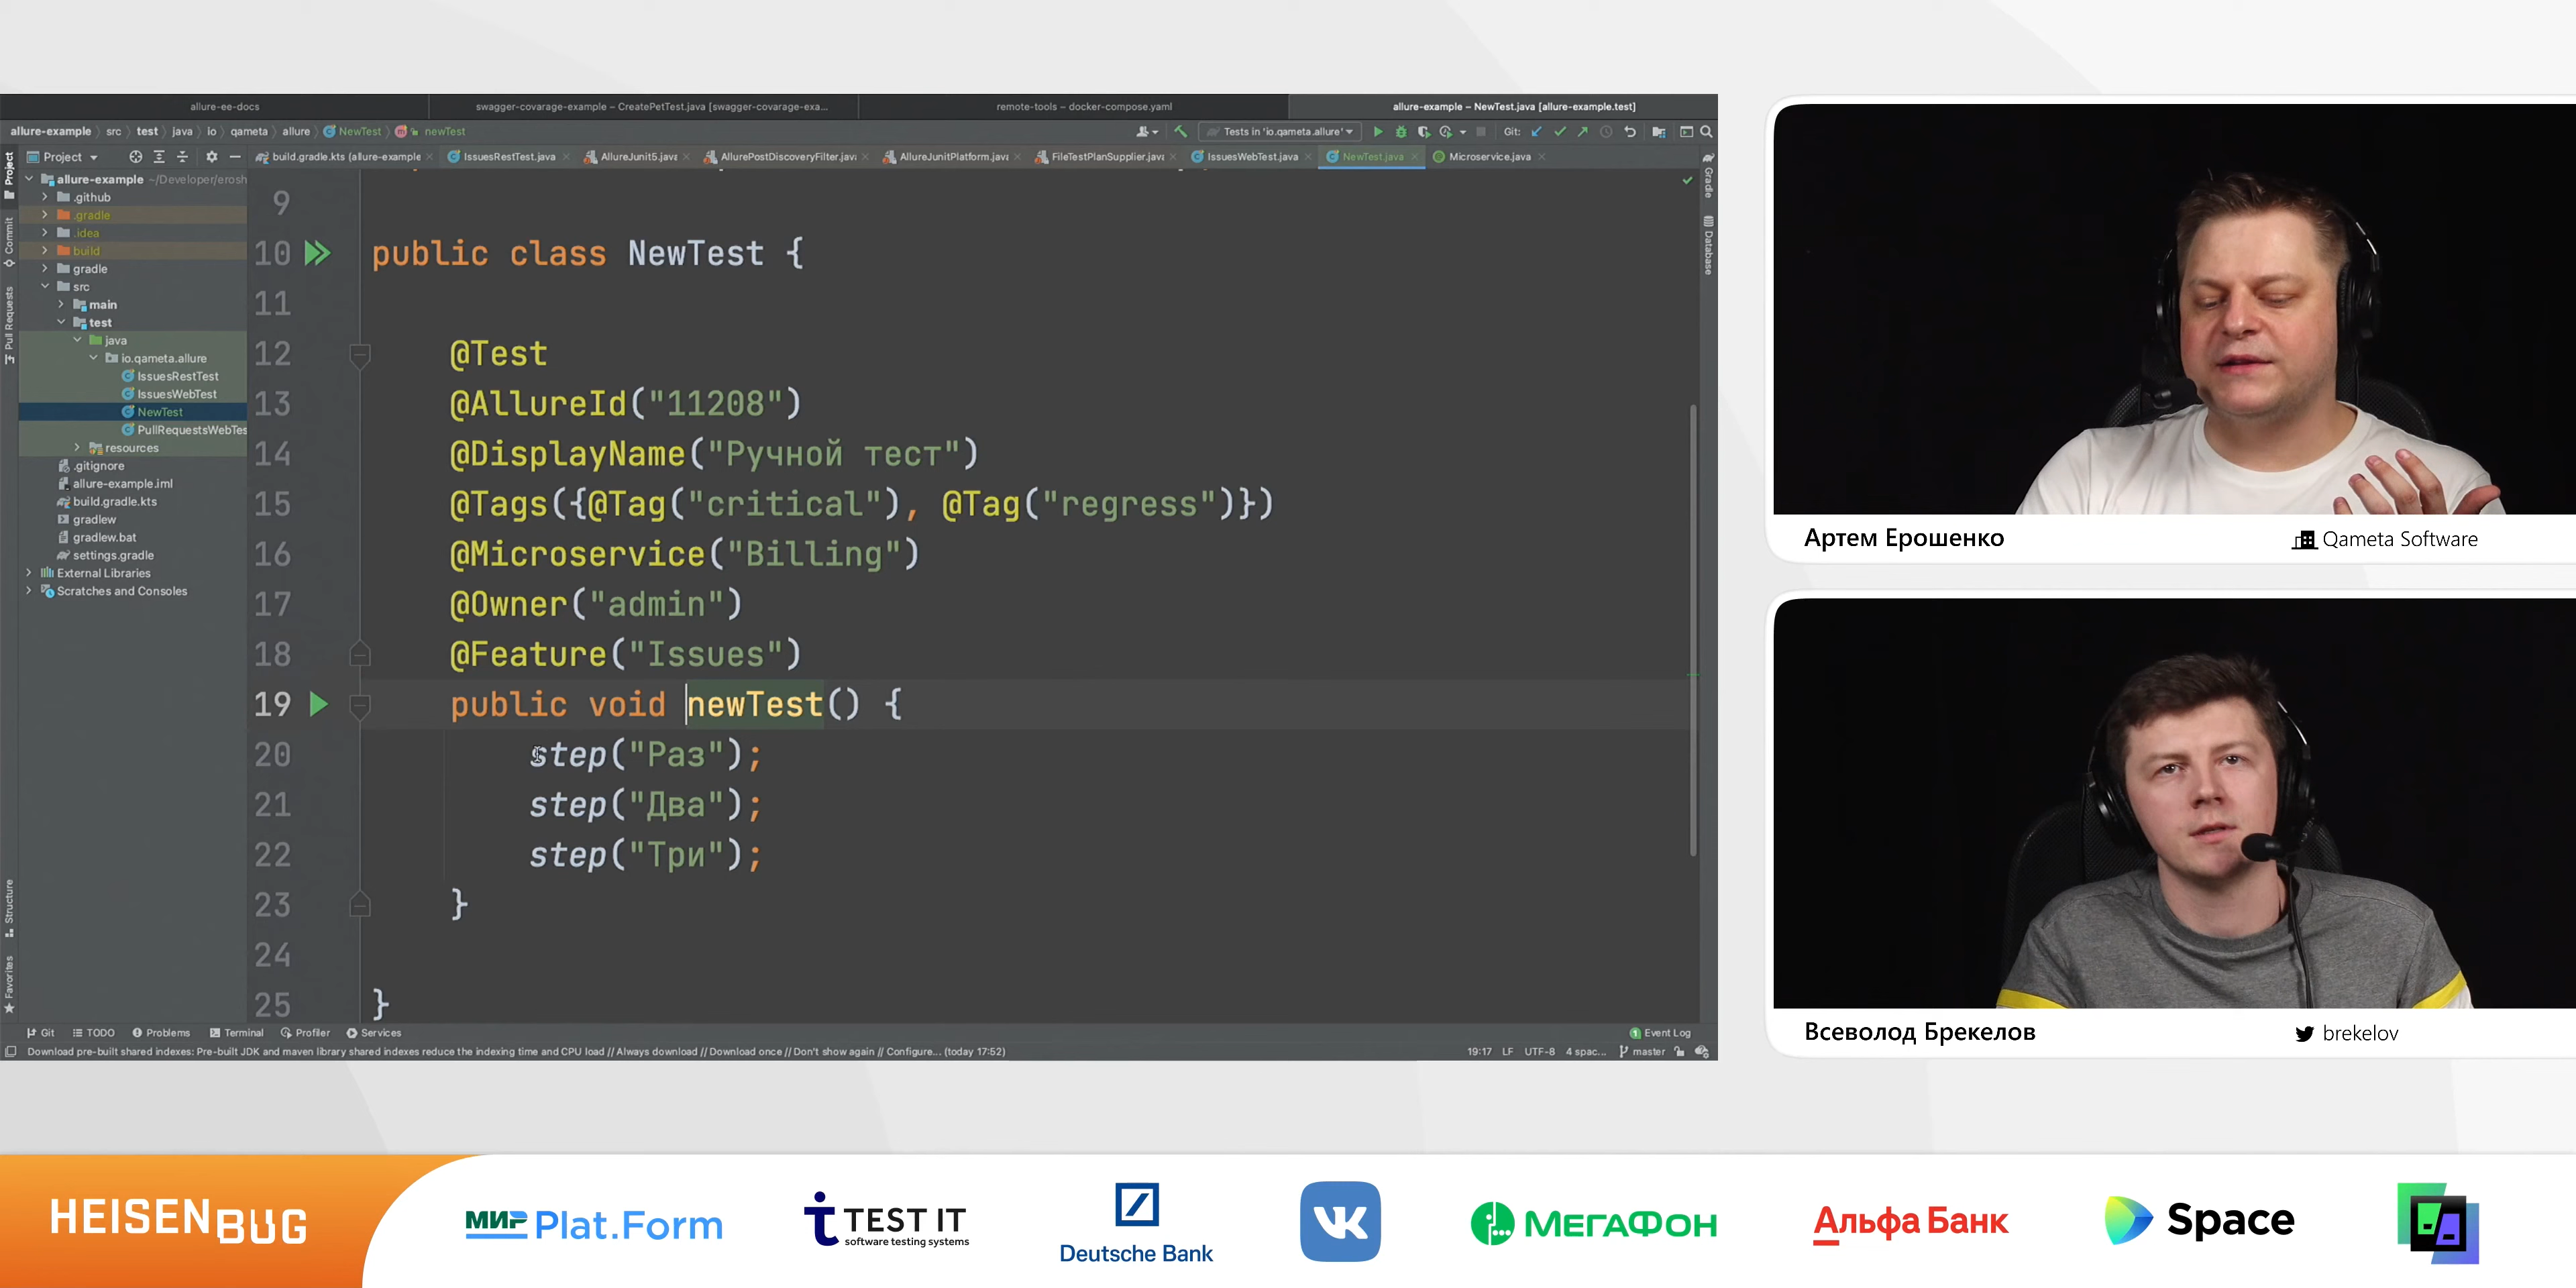 allure-ee-docs
swagger-covarage-example – CreatePetTest.java [swagger-covarage-exa...
remote-tools – docker-compose.yaml
allure-example – NewTest.java [allure-example.test]
allure-example src test java io qameta allure NewTest newTest
Tests in 'io.qameta.allure'
Git:
Project
build.gradle.kts (allure-example
IssuesRestTest.java
AllureJunit5.java
AllurePostDiscoveryFilter.java
AllureJunitPlatform.java
FileTestPlanSupplier.java
IssuesWebTest.java
NewTest.java
Microservice.java
Project
Commit
Pull Requests
Structure
Favorites
Gradle
Database
allure-example ~/Developer/erosh
.github
.gradle
.idea
build
gradle
src
main
test
java
io.qameta.allure
IssuesRestTest
IssuesWebTest
NewTest
PullRequestsWebTes
resources
.gitignore
allure-example.iml
build.gradle.kts
gradlew
gradlew.bat
settings.gradle
External Libraries
Scratches and Consoles
9
10 public class NewTest {
11
12 @Test
13 @AllureId("11208")
14 @DisplayName("Ручной тест")
15 @Tags({@Tag("critical"), @Tag("regress")})
16 @Microservice("Billing")
17 @Owner("admin")
18 @Feature("Issues")
19 public void newTest() {
20 step("Раз");
21 step("Два");
22 step("Три");
23 }
24
25 }
Git TODO Problems Terminal Profiler Services
1 Event Log
Download pre-built shared indexes: Pre-built JDK and maven library shared indexes reduce the indexing time and CPU load // Always download // Download once // Don't show again // Configure... (today 17:52)
19:17 LF UTF-8 4 spac... master
Артем Ерошенко
Qameta Software
Всеволод Брекелов
brekelov
HEISENBUG
МИР Plat.Form
TEST IT
software testing systems
Deutsche Bank
VK
МЕГАФОН
Альфа Банк
Space